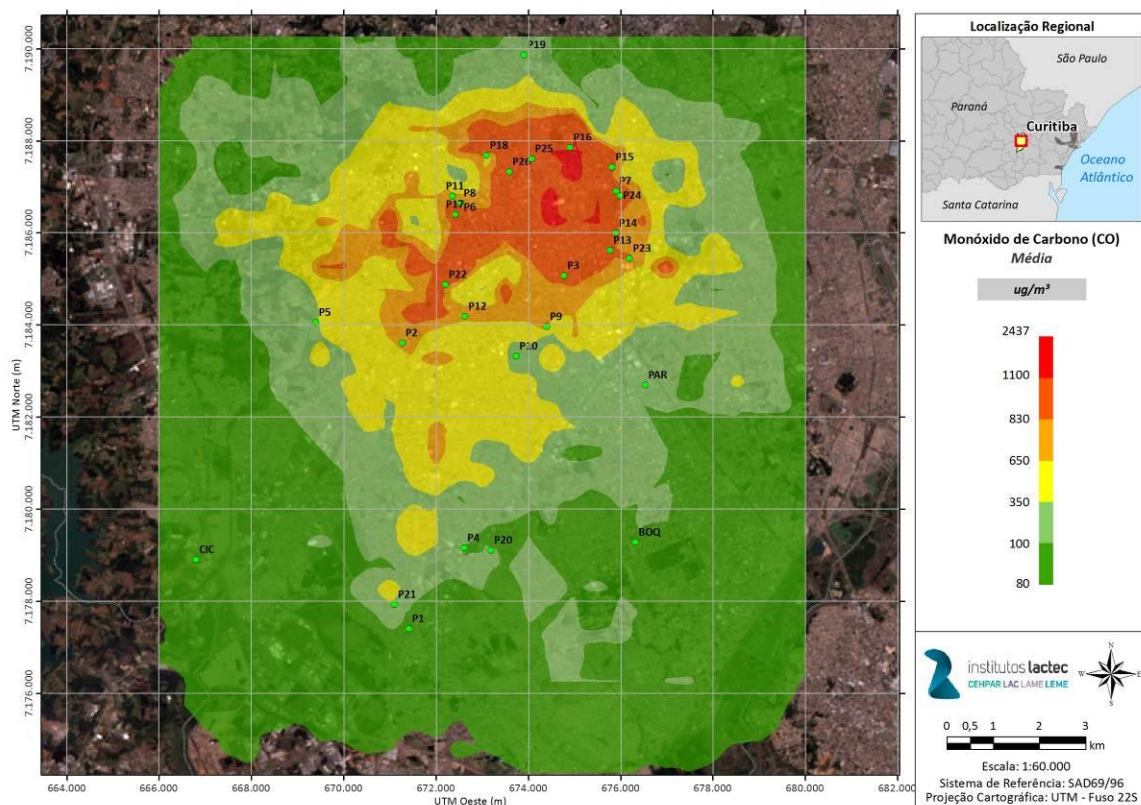 7.190.000
7.188.000
7.186.000
7.184.000
7.182.000
7.180.000
7.178.000
7.176.000
UTM Norte (m)
P19
P16
P18
P25
P15
P26
P7
P11
P8
P24
P17
P6
P14
P13
P23
P3
P22
P12
P5
P9
P2
P10
PAR
BOQ
P4
P20
CIC
P21
P1
664.000
666.000
668.000
670.000
672.000
674.000
676.000
678.000
680.000
682.000
UTM Oeste (m)
Localização Regional
São Paulo
Paraná
Curitiba
Oceano
Atlântico
Santa Catarina
Monóxido de Carbono (CO)
Média
ug/m³
2437
1100
830
650
350
100
80
institutos lactec
CEHPAR LAC LAME LEME
N
W
E
S
0 0,5 1 2 3
km
Escala: 1:60.000
Sistema de Referência: SAD69/96
Projeção Cartográfica: UTM - Fuso 22S